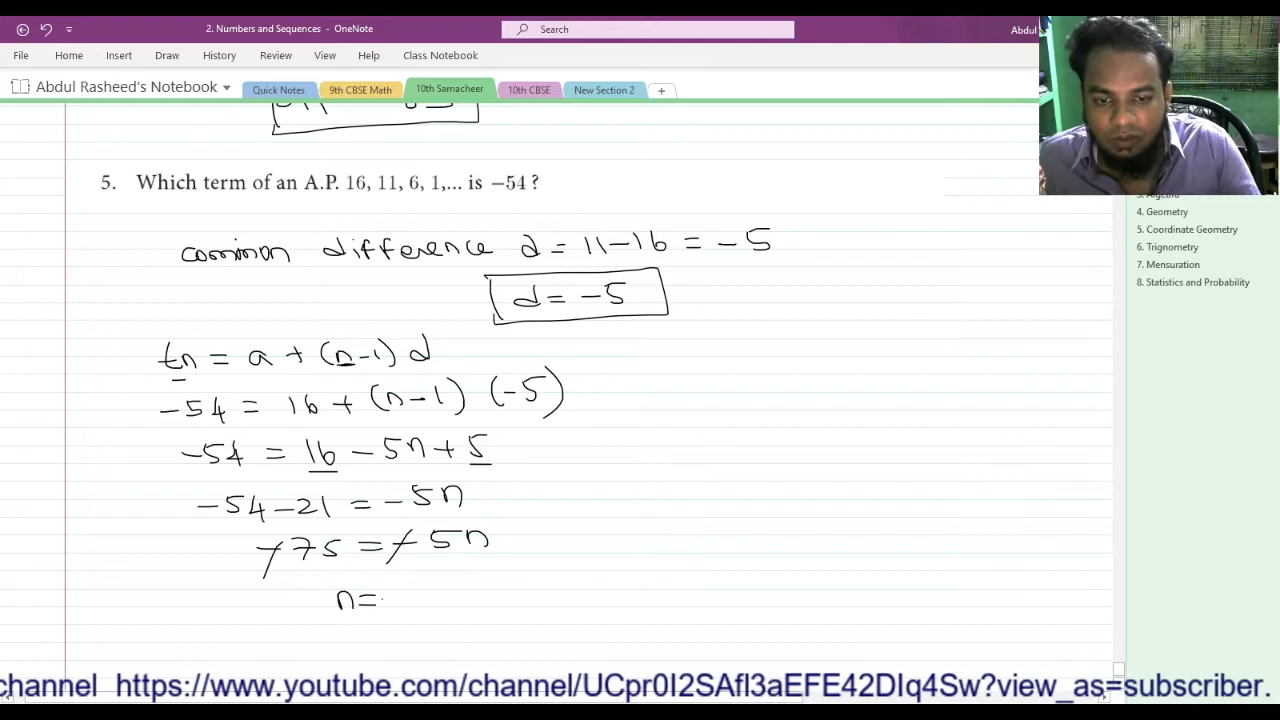 2. Numbers and Sequences - OneNote
Search
Abdul
File Home Insert Draw History Review View Help Class Notebook
Abdul Rasheed's Notebook
Quick Notes
9th CBSE Math
10th Samacheer
10th CBSE
New Section 2
+
5. Which term of an A.P. 16, 11, 6, 1,... is −54 ?
common difference d = 11-16 = -5
d = -5
tn = a + (n-1) d
-54 = 16 + (n-1) (-5)
-54 = 16 - 5n + 5
-54-21 = -5n
-75 = -5n
n=
4. Geometry
5. Coordinate Geometry
6. Trignometry
7. Mensuration
8. Statistics and Probability
channel https://www.youtube.com/channel/UCpr0I2SAfl3aEFE42DIq4Sw?view_as=subscriber.